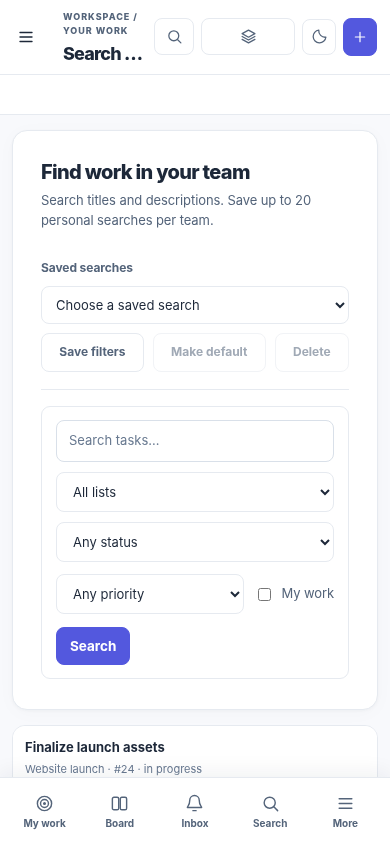 WORKSPACE /
YOUR WORK
Search ...
Find work in your team
Search titles and descriptions. Save up to 20
personal searches per team.
Saved searches
Choose a saved search
Save filters
Make default
Delete
Search tasks...
All lists
Any status
Any priority
My work
Search
Finalize launch assets
Website launch · #24 · in progress
My work
Board
Inbox
Search
More